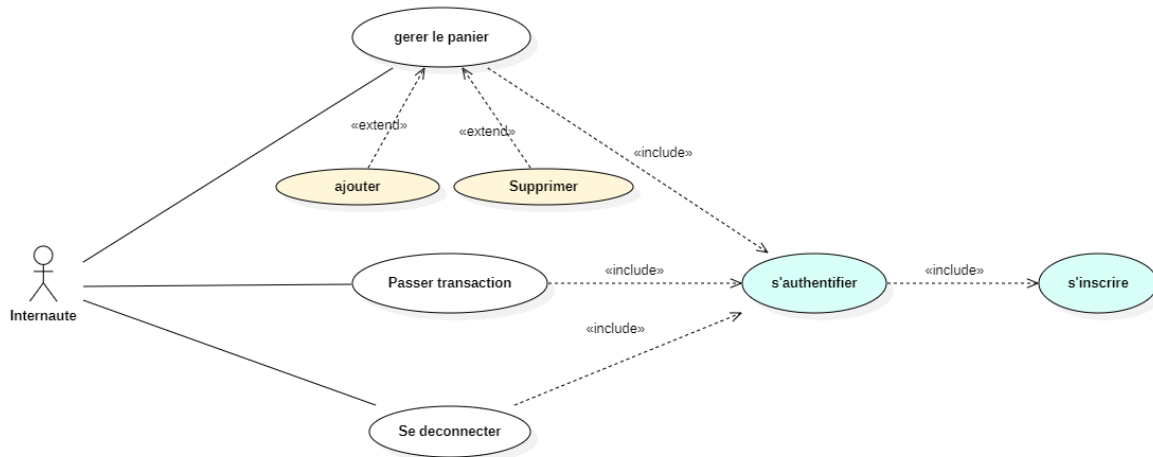 gerer le panier
«extend»
«extend»
«include»
ajouter
Supprimer
Internaute
Passer transaction
«include»
s'authentifier
«include»
s'inscrire
«include»
Se deconnecter